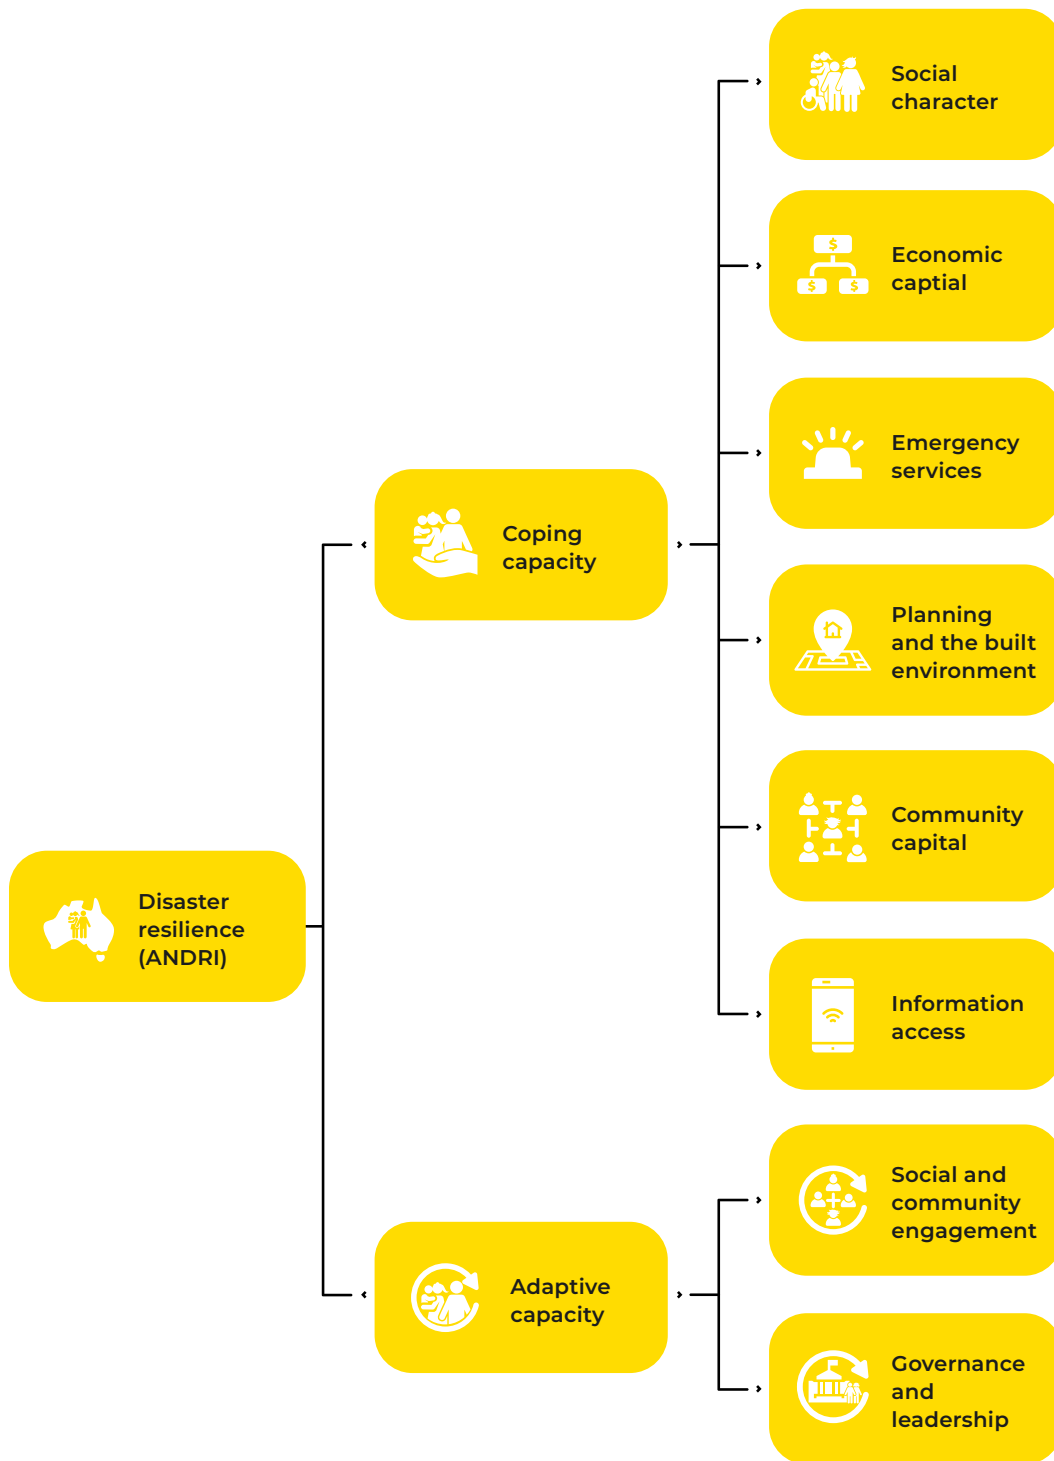 Social
character
Economic
captial
Emergency
services
Coping
capacity
Planning
and the built
environment
Community
capital
Disaster
resilience
(ANDRI)
Information
access
Social and
community
engagement
Adaptive
capacity
Governance
and
leadership